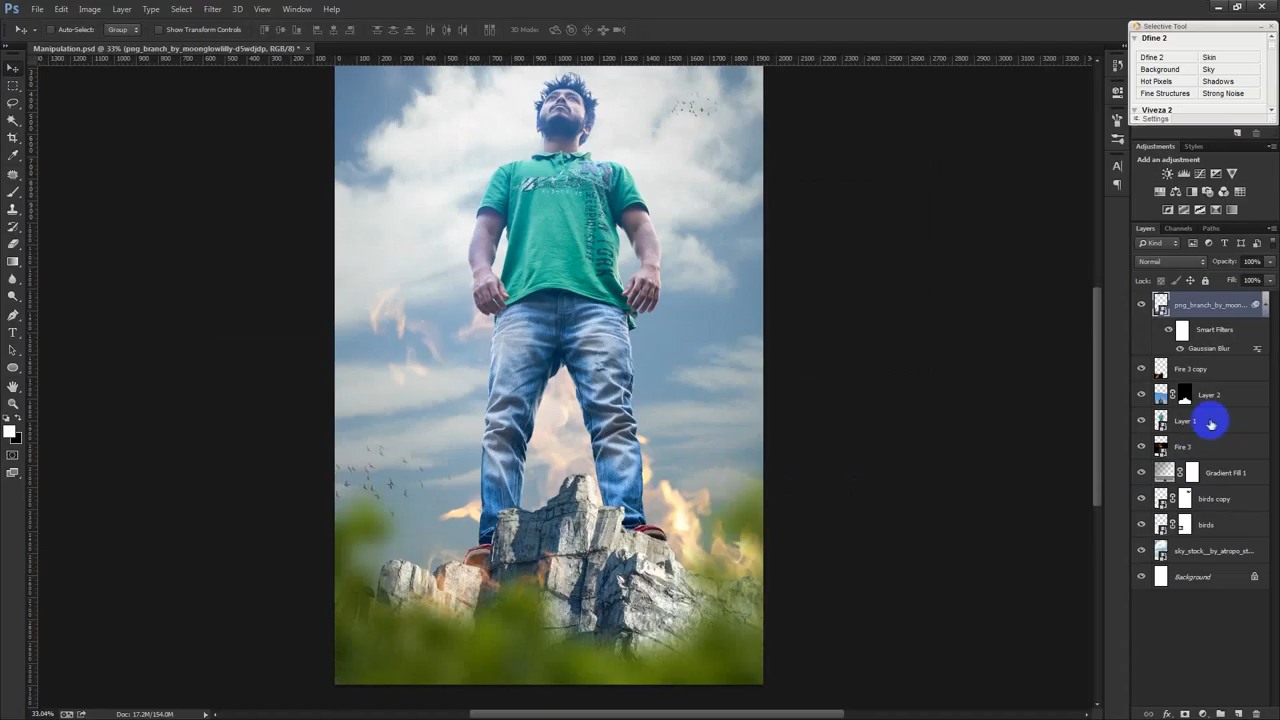 Ps File Edit Image Layer Type Select Filter 3D View Window Help
Auto-Select: Group Show Transform Controls 3D Mode:
Manipulation.psd @ 33% (png_branch_by_moonglowlilly-d5wdjdp, RGB/8) * ×
Selective Tool
Dfine 2
Dfine 2 Skin
Background Sky
Hot Pixels Shadows
Fine Structures Strong Noise
Viveza 2
Settings
Adjustments Styles
Add an adjustment
Layers Channels Paths
Kind
Normal Opacity: 100%
Lock: Fill: 100%
png_branch_by_moon...
Smart Filters
Gaussian Blur
Fire 3 copy
Layer 2
Layer 1
Fire 3
Gradient Fill 1
birds copy
birds
sky_stock__by_atropo_st...
Background
33.04% Doc: 17.2M/154.0M